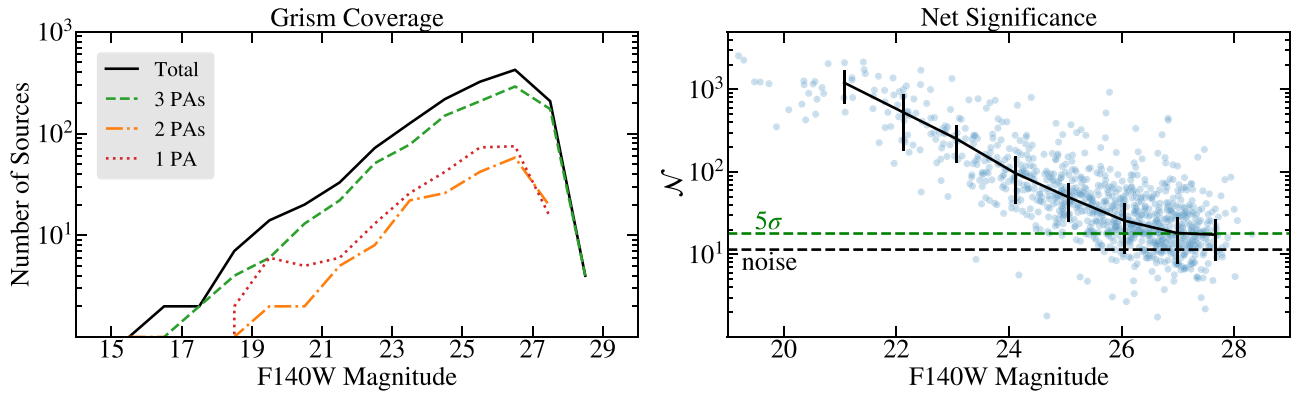 Grism Coverage
10³
10²
10¹
Number of Sources
Total
3 PAs
2 PAs
1 PA
15 17 19 21 23 25 27 29
F140W Magnitude
Net Significance
10³
10²
10¹
𝒩
5σ
noise
20 22 24 26 28
F140W Magnitude